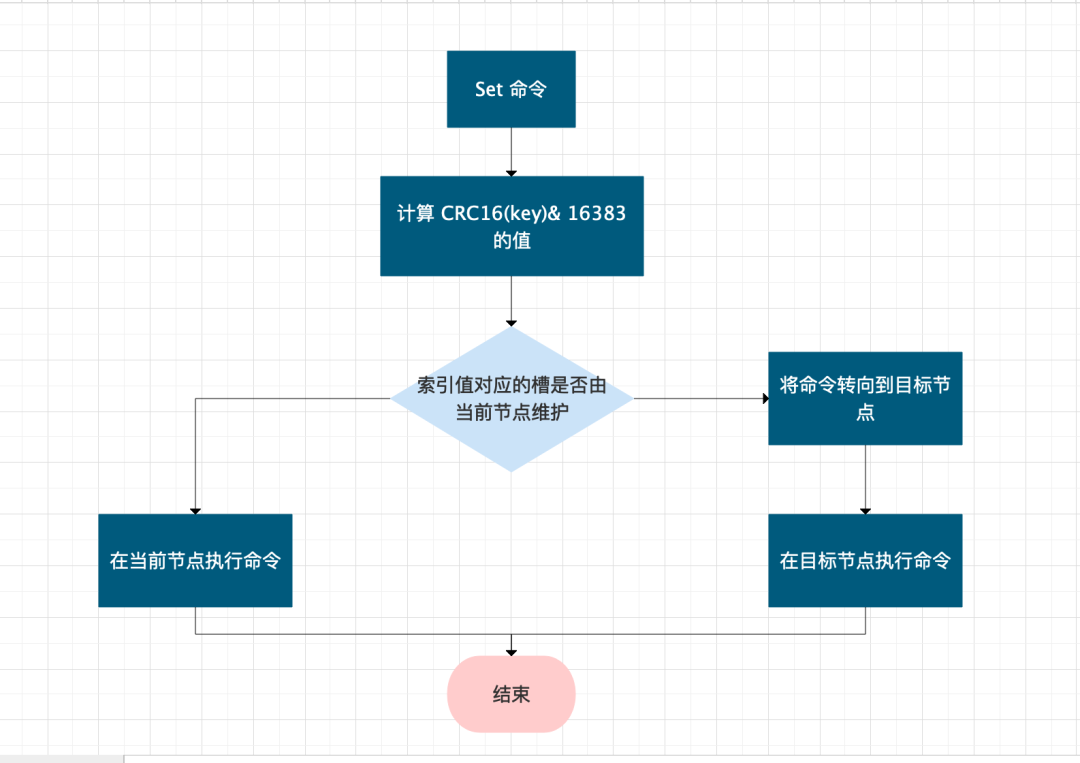 Set 命令
计算 CRC16(key)& 16383
的值
索引值对应的槽是否由
当前节点维护
将命令转向到目标节
点
在当前节点执行命令
在目标节点执行命令
结束